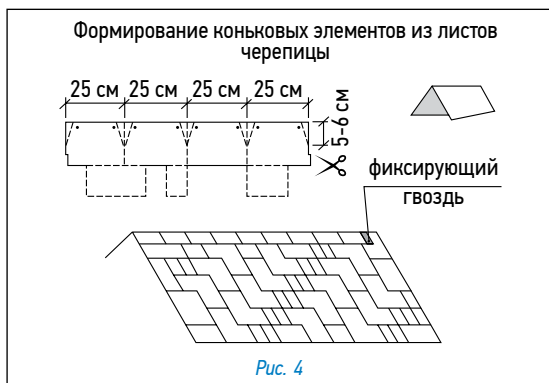 Формирование коньковых элементов из листов
черепицы
25 см 25 см 25 см 25 см
5-6 см
фиксирующий
гвоздь
Рис. 4